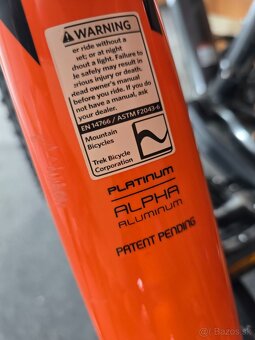 WARNING
er ride without a
et; or at night
out a light. Failure to
le safely may result in
rious injury or death.
Read owner's manual
before you ride. If you do
not have a manual, ask
your dealer.
EN 14766 / ASTM F2043-6
Mountain
Bicycles
Trek Bicycle
Corporation
PLATINUM
ALPHA
ALUMINUM
PATENT PENDING
Bazos.sk